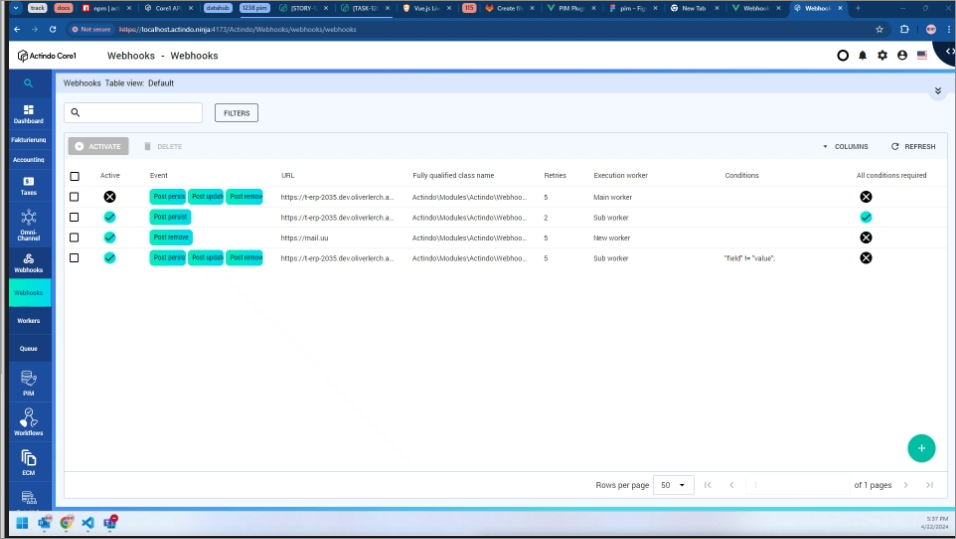 track docs npm | act Core1 API datahub 1238 pim [STORY-1 [TASK-12 Vue.js Li 115 Create fi PIM Plug pim – Fig New Tab Webhook Webhook
Not secure https://localhost.actindo.ninja:4173/Actindo/Webhooks/webhooks/webhooks
Actindo Core1 Webhooks - Webhooks
Webhooks Table view: Default
FILTERS
ACTIVATE DELETE COLUMNS REFRESH
Active Event URL Fully qualified class name Retries Execution worker Conditions All conditions required
Post persis Post update Post remove https://t-erp-2035.dev.oliverlerch.a... Actindo\Modules\Actindo\Webhoo... 5 Main worker
Post persist https://t-erp-2035.dev.oliverlerch.a... Actindo\Modules\Actindo\Webhoo... 2 Sub worker
Post remove https://mail.uu Actindo\Modules\Actindo\Webhoo... 5 New worker
Post persis Post update Post remove https://t-erp-2035.dev.oliverlerch.a... Actindo\Modules\Actindo\Webhoo... 5 Sub worker "field" != "value";
Dashboard
Fakturierung
Accounting
Taxes
Omni-
Channel
Webhooks
Webhooks
Workers
Queue
PIM
Workflows
ECM
Rows per page 50 1 of 1 pages
5:37 PM
4/22/2024